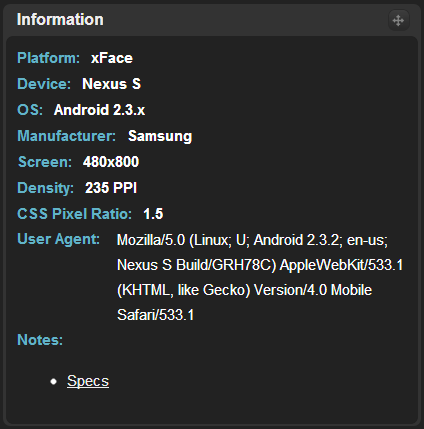 Information
Platform: xFace
Device: Nexus S
OS: Android 2.3.x
Manufacturer: Samsung
Screen: 480x800
Density: 235 PPI
CSS Pixel Ratio: 1.5
User Agent: Mozilla/5.0 (Linux; U; Android 2.3.2; en-us;
Nexus S Build/GRH78C) AppleWebKit/533.1
(KHTML, like Gecko) Version/4.0 Mobile
Safari/533.1
Notes:
Specs